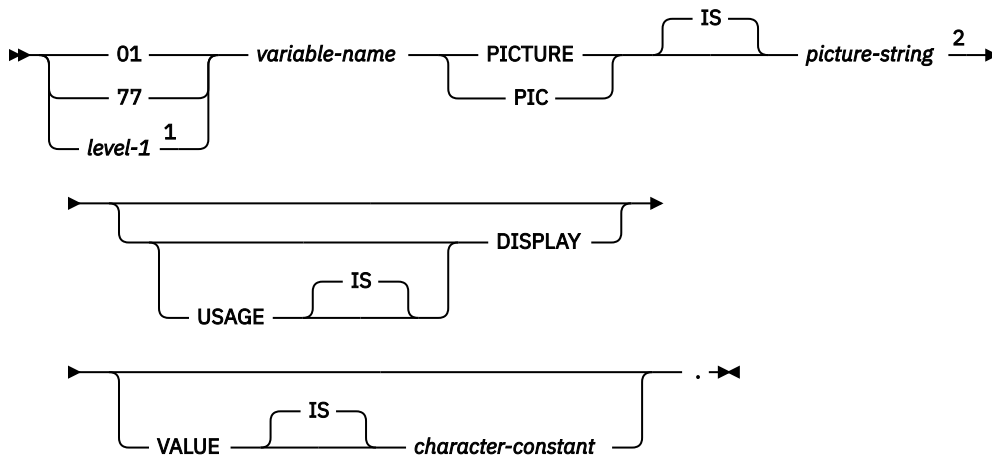 IS
01 variable-name PICTURE picture-string 2
77 PIC
level-1 1
DISPLAY
IS
USAGE
.
IS
VALUE character-constant